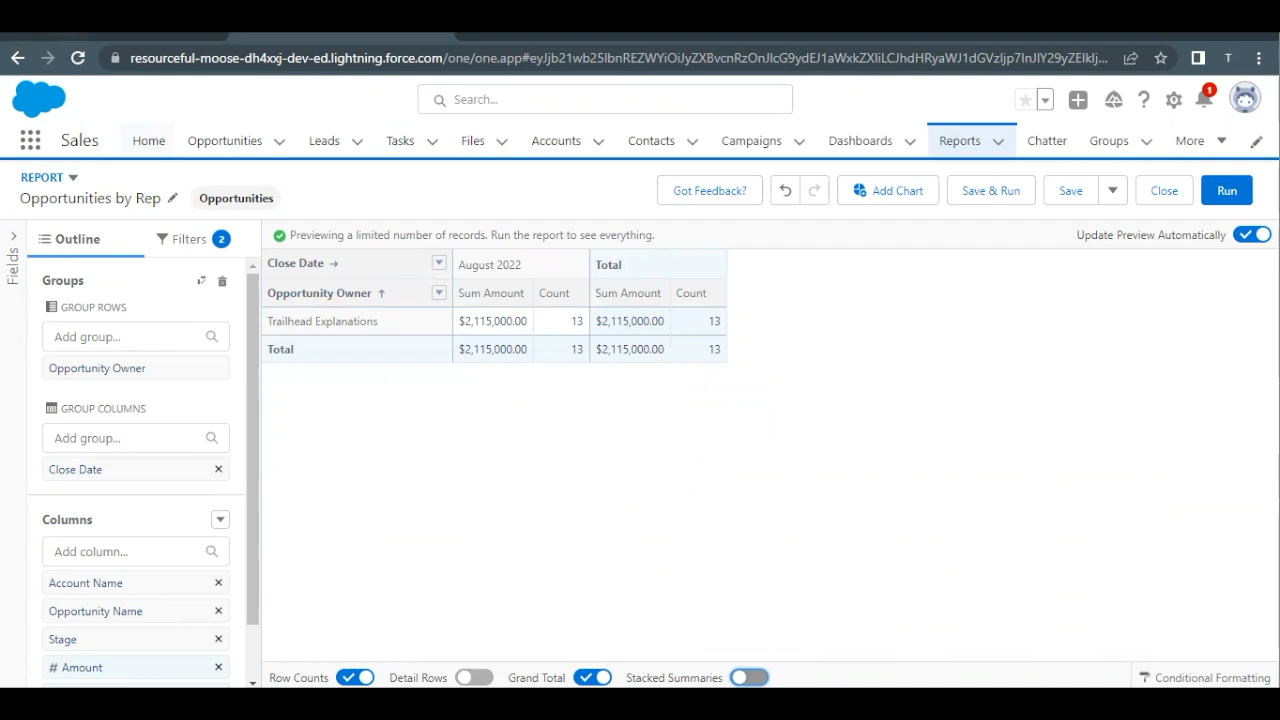 resourceful-moose-dh4xxj-dev-ed.lightning.force.com/one/one.app#eyJjb21wb25lbnREZWYiOiJyZXBvcnRzOnJlcG9ydEJ1aWxkZXIiLCJhdHRyaWJ1dGVzIjp7InJlY29yZElkIj...
T
Search...
1
Sales
Home
Opportunities
Leads
Tasks
Files
Accounts
Contacts
Campaigns
Dashboards
Reports
Chatter
Groups
More
REPORT
Opportunities by Rep
Opportunities
Got Feedback?
Add Chart
Save & Run
Save
Close
Run
Fields
Outline
Filters 2
Previewing a limited number of records. Run the report to see everything.
Update Preview Automatically
Groups
GROUP ROWS
Add group...
Opportunity Owner
GROUP COLUMNS
Add group...
Close Date
Columns
Add column...
Account Name
Opportunity Name
Stage
# Amount
Close Date → August 2022 Total
Opportunity Owner ↑ Sum Amount Count Sum Amount Count
Trailhead Explanations $2,115,000.00 13 $2,115,000.00 13
Total $2,115,000.00 13 $2,115,000.00 13
Row Counts
Detail Rows
Grand Total
Stacked Summaries
Conditional Formatting